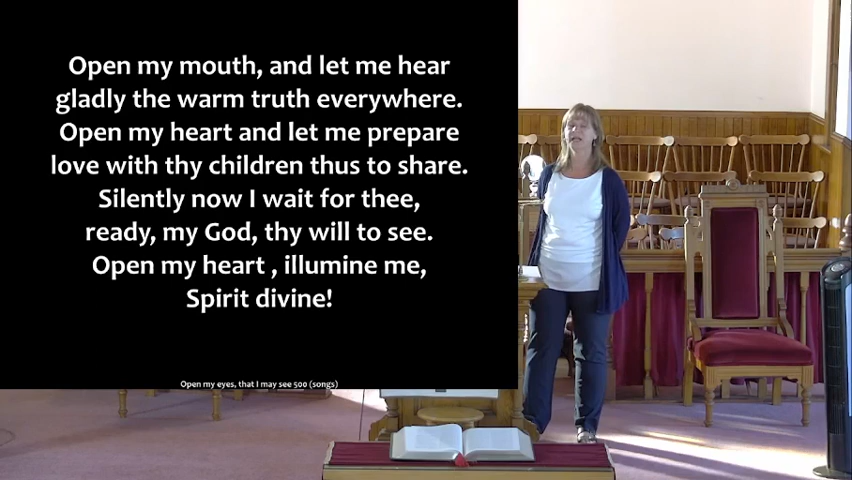 Open my mouth, and let me hear
gladly the warm truth everywhere.
Open my heart and let me prepare
love with thy children thus to share.
Silently now I wait for thee,
ready, my God, thy will to see.
Open my heart , illumine me,
Spirit divine!
Open my eyes, that I may see 500 (songs)